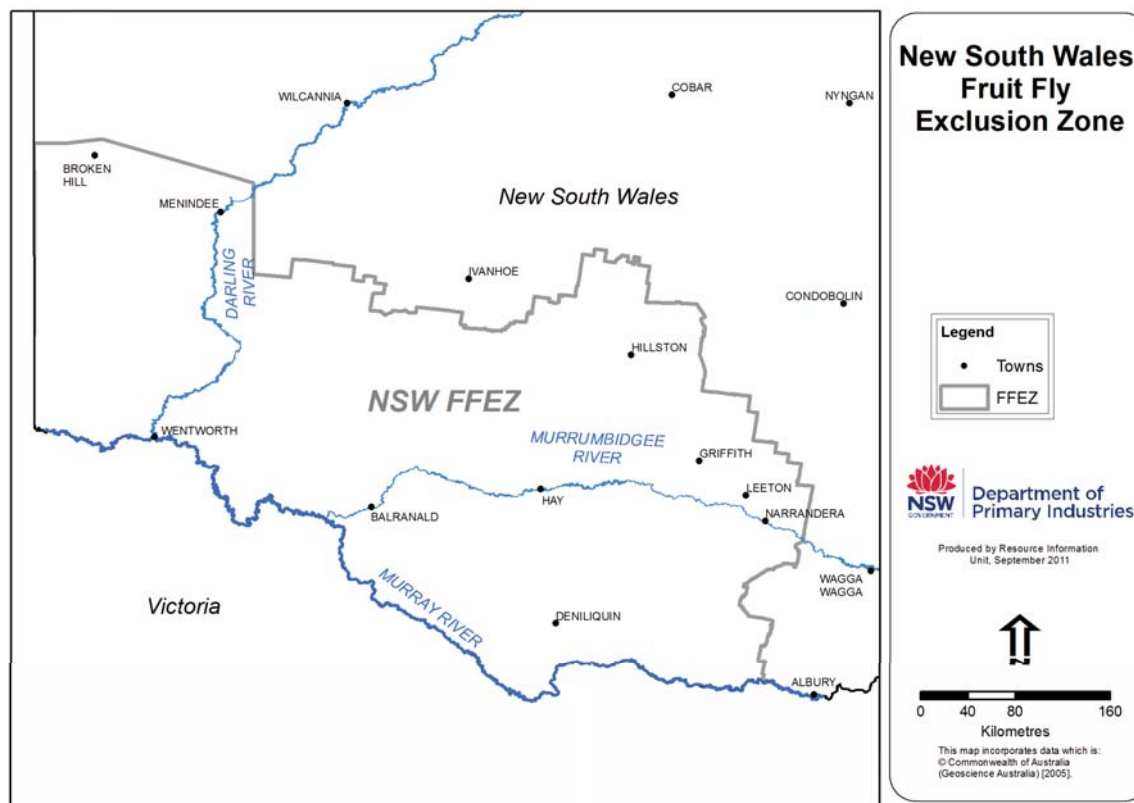 WILCANNIA
COBAR
NYNGAN
BROKEN
HILL
MENINDEE
New South Wales
DARLING
RIVER
IVANHOE
CONDOBOLIN
HILLSTON
NSW FFEZ
WENTWORTH
MURRUMBIDGEE
RIVER
GRIFFITH
HAY
LEETON
BALRANALD
NARRANDERA
WAGGA
WAGGA
Victoria
MURRAY RIVER
DENILIQUIN
ALBURY
New South Wales
Fruit Fly
Exclusion Zone
Legend
Towns
FFEZ
NSW
GOVERNMENT
Department of
Primary Industries
Produced by Resource Information
Unit, September 2011
N
0 40 80 160
Kilometres
This map incorporates data which is:
© Commonwealth of Australia
(Geoscience Australia) [2005].